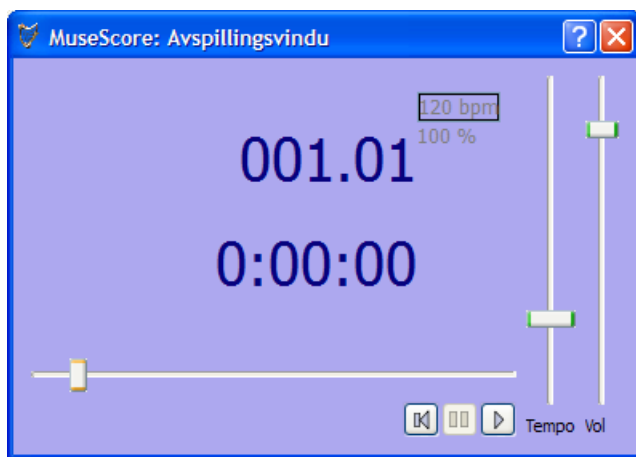 MuseScore: Avspillingsvindu
120 bpm
100 %
001.01
0:00:00
Tempo Vol